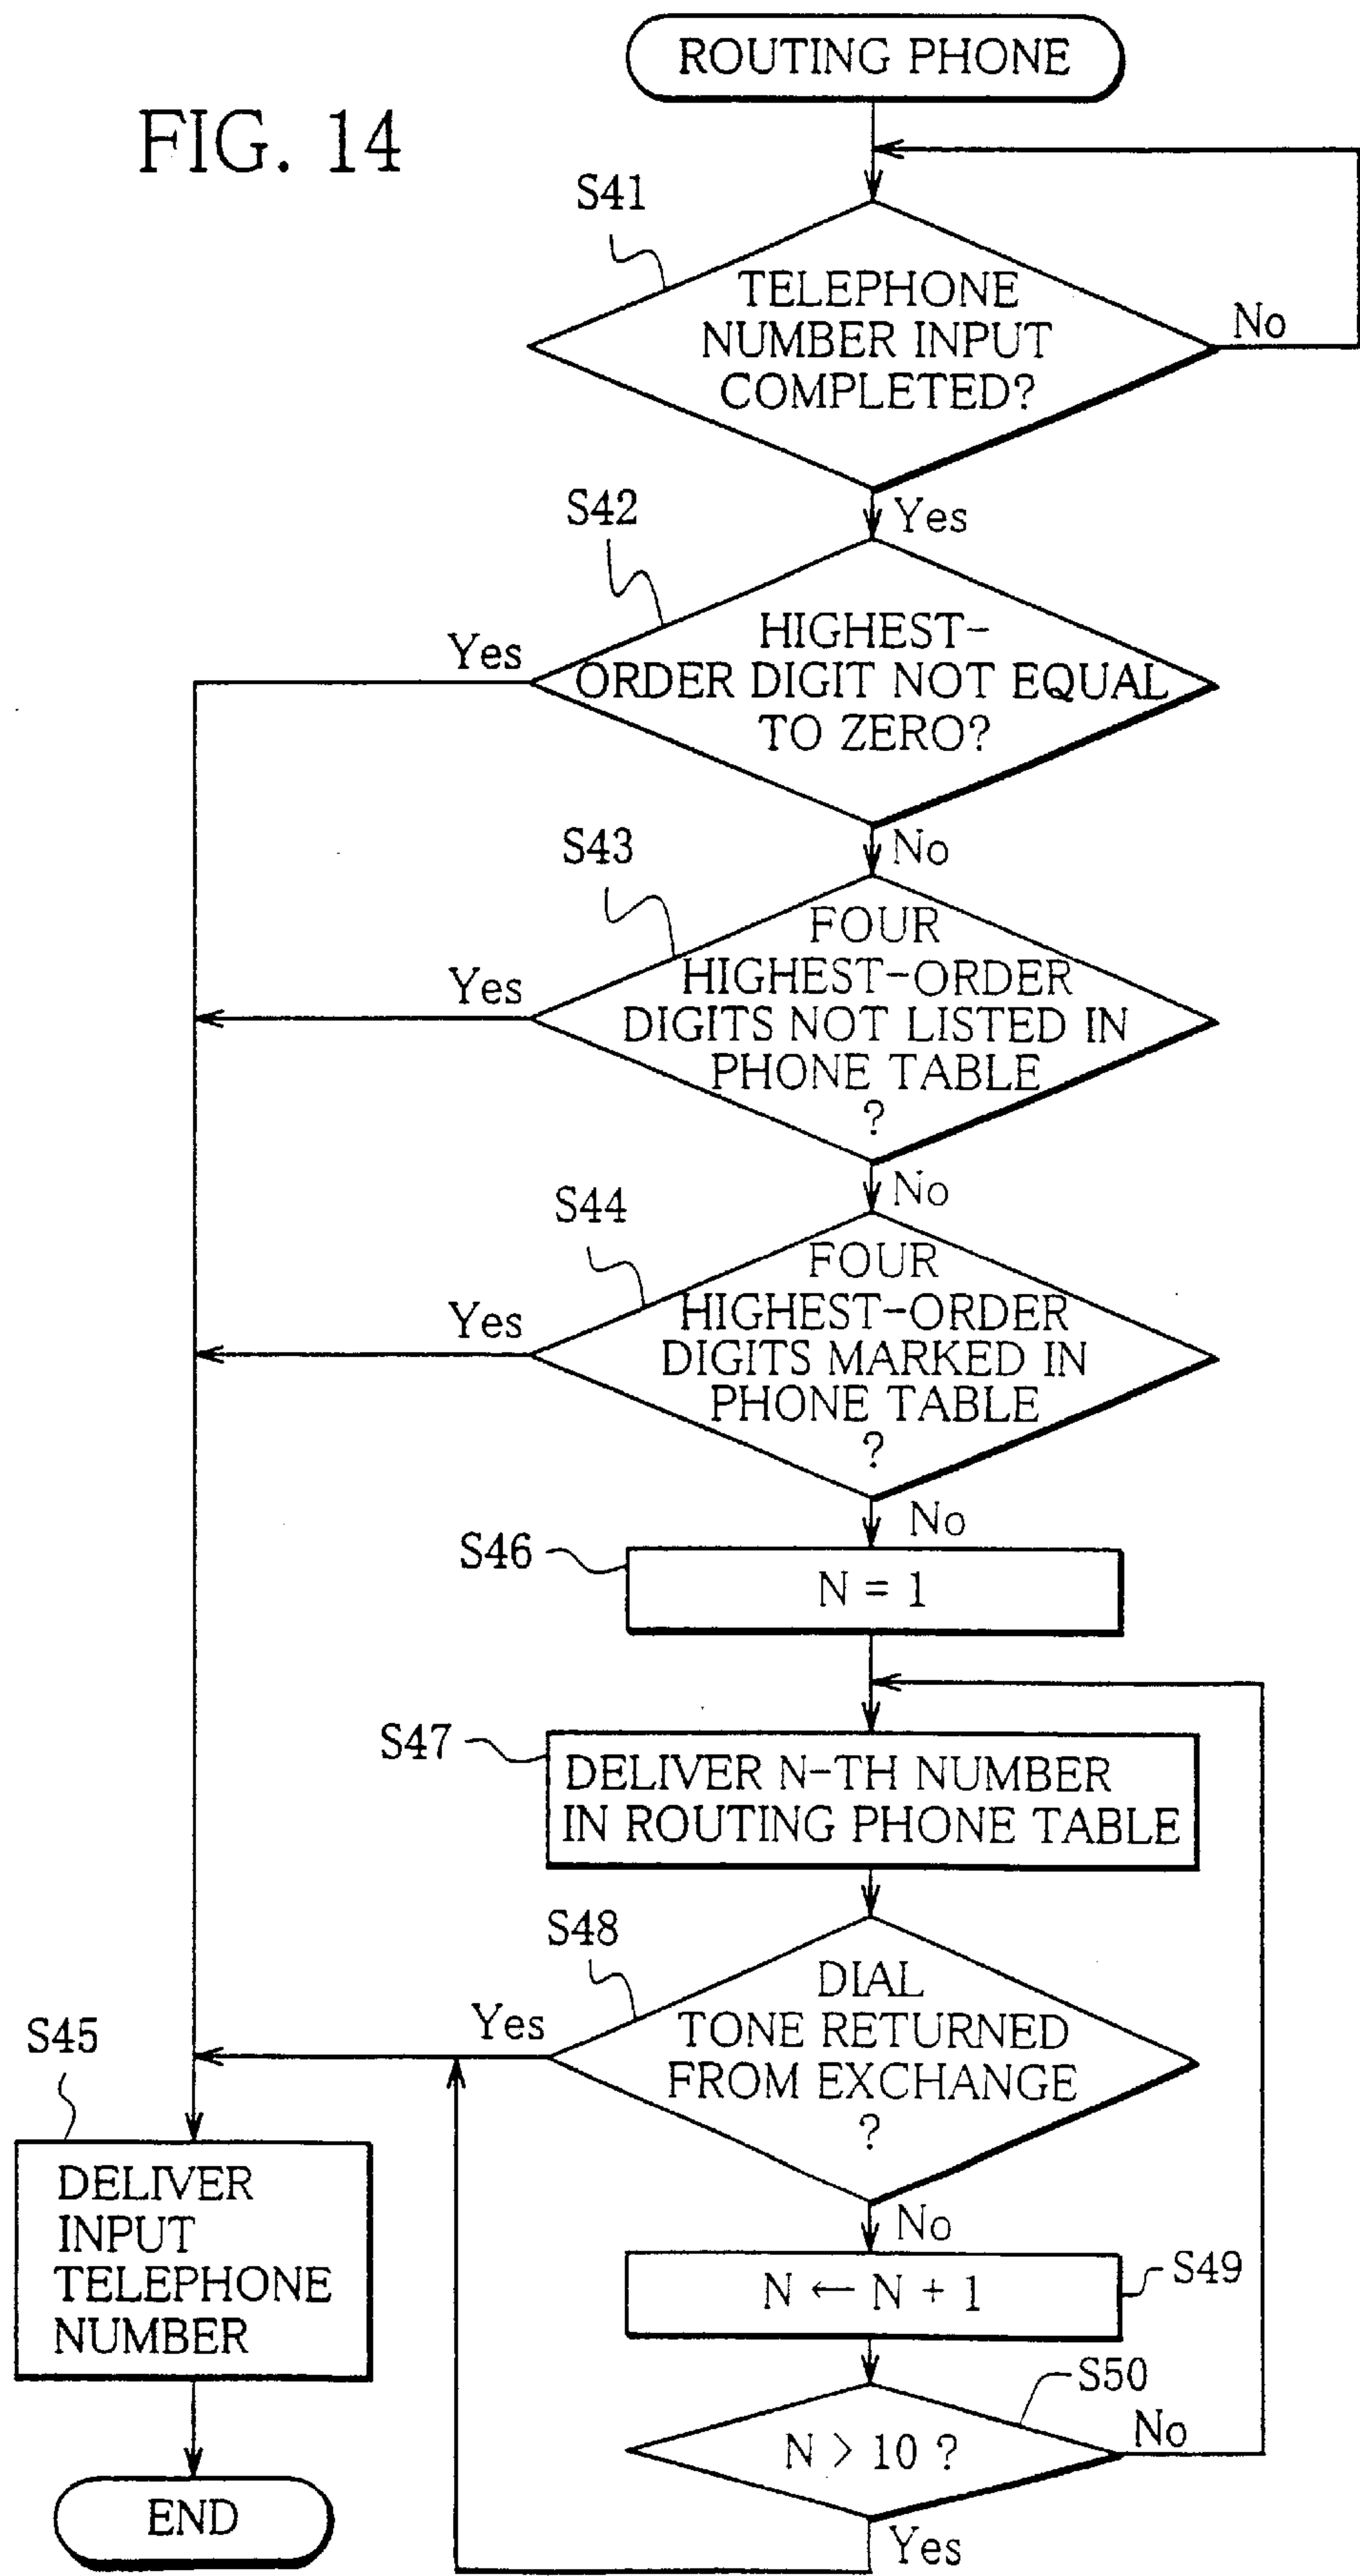 ROUTING PHONE
FIG. 14
S41
TELEPHONE
NUMBER INPUT
COMPLETED?
No
Yes
S42
HIGHEST-
ORDER DIGIT NOT EQUAL
TO ZERO?
Yes
No
S43
FOUR
HIGHEST-ORDER
DIGITS NOT LISTED IN
PHONE TABLE
?
Yes
No
S44
FOUR
HIGHEST-ORDER
DIGITS MARKED IN
PHONE TABLE
?
Yes
No
S46
N = 1
S47
DELIVER N-TH NUMBER
IN ROUTING PHONE TABLE
S48
DIAL
TONE RETURNED
FROM EXCHANGE
?
Yes
No
S45
DELIVER
INPUT
TELEPHONE
NUMBER
N ← N + 1
S49
S50
N > 10 ?
No
Yes
END